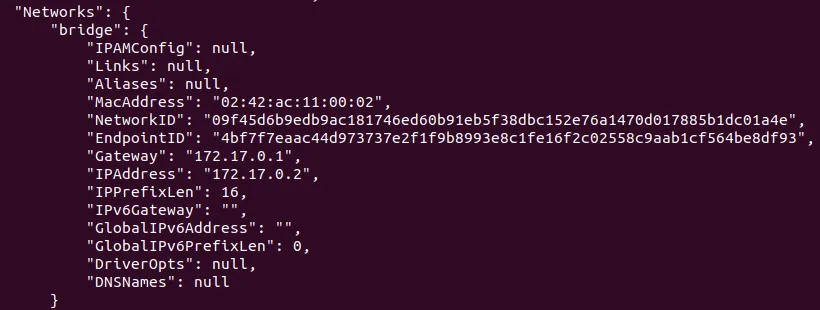 "Networks": {
"bridge": {
"IPAMConfig": null,
"Links": null,
"Aliases": null,
"MacAddress": "02:42:ac:11:00:02",
"NetworkID": "09f45d6b9edb9ac181746ed60b91eb5f38dbc152e76a1470d017885b1dc01a4e",
"EndpointID": "4bf7f7eaac44d973737e2f1f9b8993e8c1fe16f2c02558c9aab1cf564be8df93",
"Gateway": "172.17.0.1",
"IPAddress": "172.17.0.2",
"IPPrefixLen": 16,
"IPv6Gateway": "",
"GlobalIPv6Address": "",
"GlobalIPv6PrefixLen": 0,
"DriverOpts": null,
"DNSNames": null
}